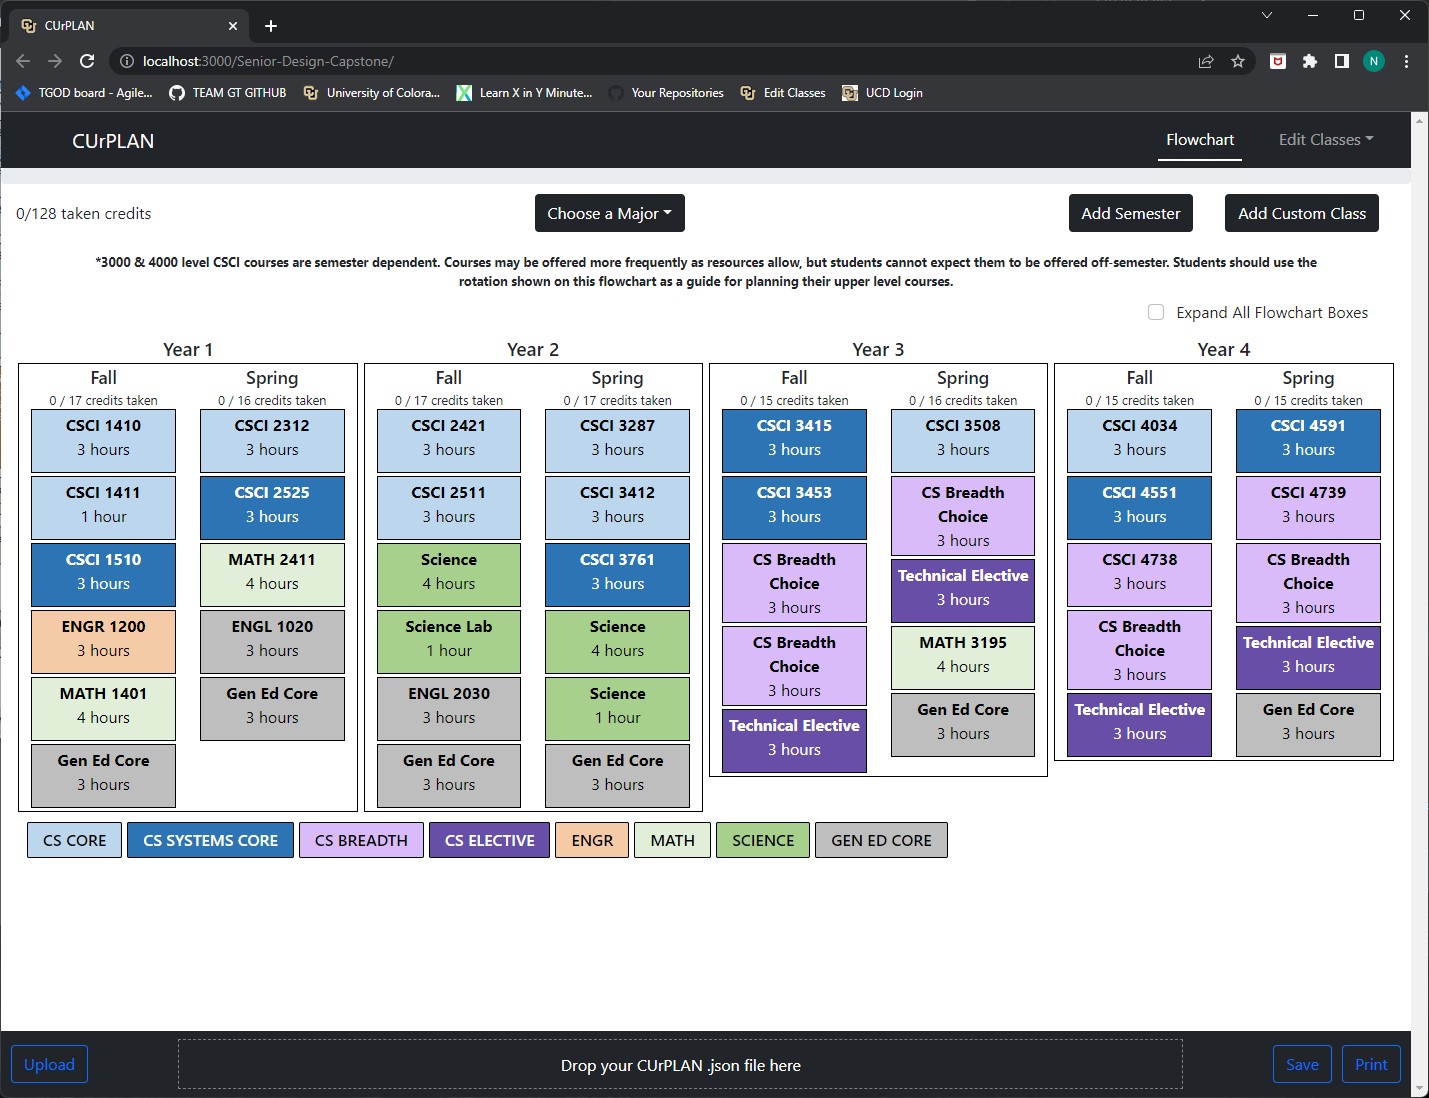 CUrPLAN
localhost:3000/Senior-Design-Capstone/
N
TGOD board - Agile...
TEAM GT GITHUB
University of Colora...
Learn X in Y Minute...
Your Repositories
Edit Classes
UCD Login
CUrPLAN
Flowchart
Edit Classes
0/128 taken credits
Choose a Major
Add Semester
Add Custom Class
*3000 & 4000 level CSCI courses are semester dependent. Courses may be offered more frequently as resources allow, but students cannot expect them to be offered off-semester. Students should use the
rotation shown on this flowchart as a guide for planning their upper level courses.
Expand All Flowchart Boxes
Year 1
Fall
0 / 17 credits taken
CSCI 1410
3 hours
CSCI 1411
1 hour
CSCI 1510
3 hours
ENGR 1200
3 hours
MATH 1401
4 hours
Gen Ed Core
3 hours
Spring
0 / 16 credits taken
CSCI 2312
3 hours
CSCI 2525
3 hours
MATH 2411
4 hours
ENGL 1020
3 hours
Gen Ed Core
3 hours
Year 2
Fall
0 / 17 credits taken
CSCI 2421
3 hours
CSCI 2511
3 hours
Science
4 hours
Science Lab
1 hour
ENGL 2030
3 hours
Gen Ed Core
3 hours
Spring
0 / 17 credits taken
CSCI 3287
3 hours
CSCI 3412
3 hours
CSCI 3761
3 hours
Science
4 hours
Science
1 hour
Gen Ed Core
3 hours
Year 3
Fall
0 / 15 credits taken
CSCI 3415
3 hours
CSCI 3453
3 hours
CS Breadth
Choice
3 hours
CS Breadth
Choice
3 hours
Technical Elective
3 hours
Spring
0 / 16 credits taken
CSCI 3508
3 hours
CS Breadth
Choice
3 hours
Technical Elective
3 hours
MATH 3195
4 hours
Gen Ed Core
3 hours
Year 4
Fall
0 / 15 credits taken
CSCI 4034
3 hours
CSCI 4551
3 hours
CSCI 4738
3 hours
CS Breadth
Choice
3 hours
Technical Elective
3 hours
Spring
0 / 15 credits taken
CSCI 4591
3 hours
CSCI 4739
3 hours
CS Breadth
Choice
3 hours
Technical Elective
3 hours
Gen Ed Core
3 hours
CS CORE
CS SYSTEMS CORE
CS BREADTH
CS ELECTIVE
ENGR
MATH
SCIENCE
GEN ED CORE
Upload
Drop your CUrPLAN .json file here
Save
Print